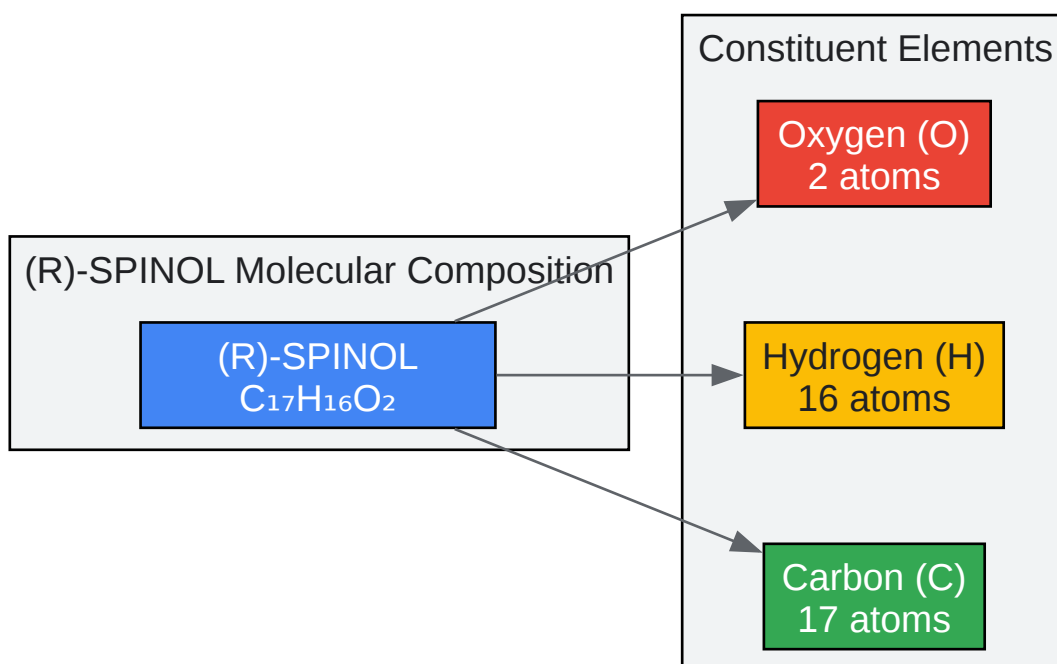 (R)-SPINOL Molecular Composition
(R)-SPINOL
C₁₇H₁₆O₂
Constituent Elements
Oxygen (O)
2 atoms
Hydrogen (H)
16 atoms
Carbon (C)
17 atoms